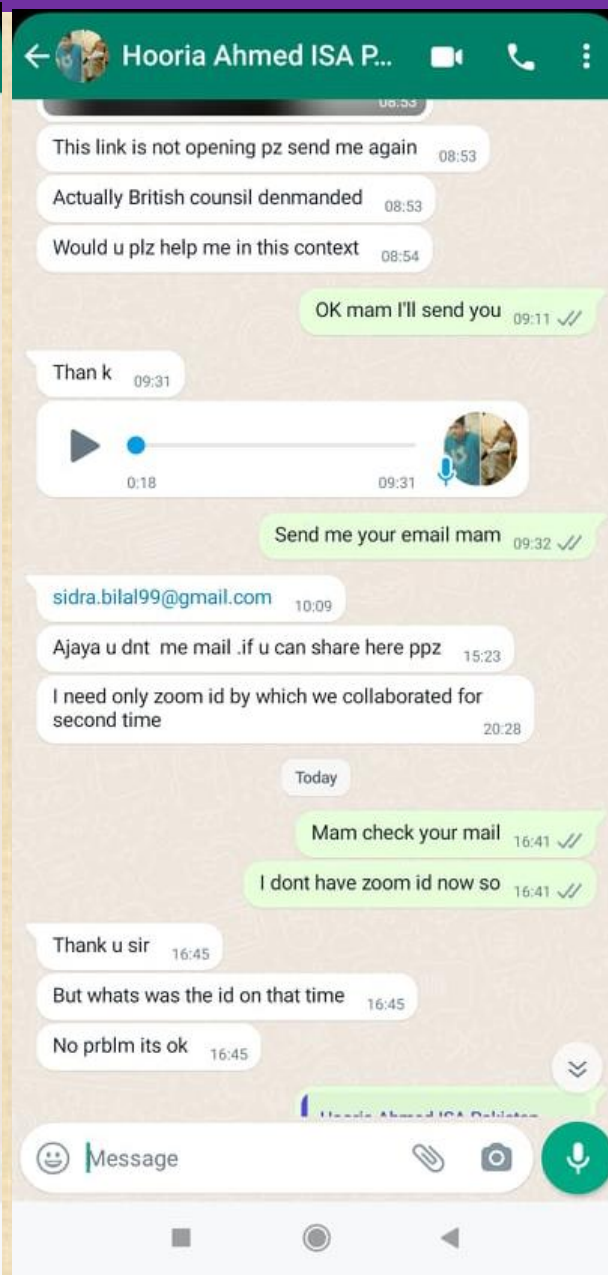 Hooria Ahmed ISA P...
08:53
This link is not opening pz send me again 08:53
Actually British counsil denmanded 08:53
Would u plz help me in this context 08:54
OK mam I'll send you 09:11
Than k 09:31
0:18 09:31
Send me your email mam 09:32
sidra.bilal99@gmail.com 10:09
Ajaya u dnt me mail .if u can share here ppz 15:23
I need only zoom id by which we collaborated for
second time 20:28
Today
Mam check your mail 16:41
I dont have zoom id now so 16:41
Thank u sir 16:45
But whats was the id on that time 16:45
No prblm its ok 16:45
Hooria Ahmed ISA Pakistan
Message